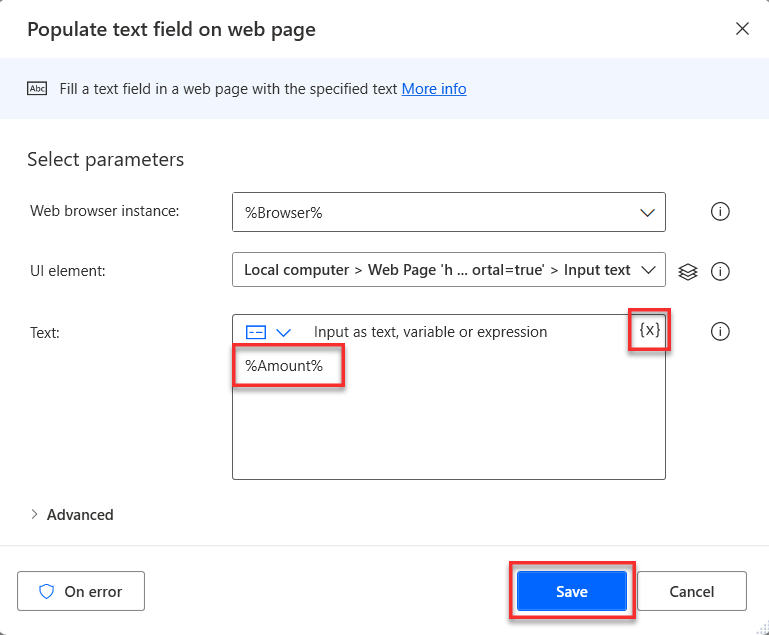 Populate text field on web page
Abc Fill a text field in a web page with the specified text More info
Select parameters
Web browser instance: %Browser%
UI element: Local computer > Web Page 'h ... ortal=true' > Input text
Text: Input as text, variable or expression {x}
%Amount%
Advanced
On error Save Cancel